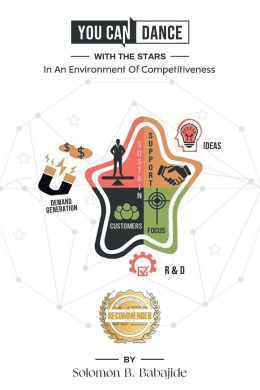 YOU CAN DANCE
WITH THE STARS
In An Environment Of Competitiveness
SUSTAIN
SUPPORT
IDEAS
DEMAND
GENERATION
CUSTOMERS
FOCUS
R & D
RECOMMENDED
BY
Solomon B. Babajide